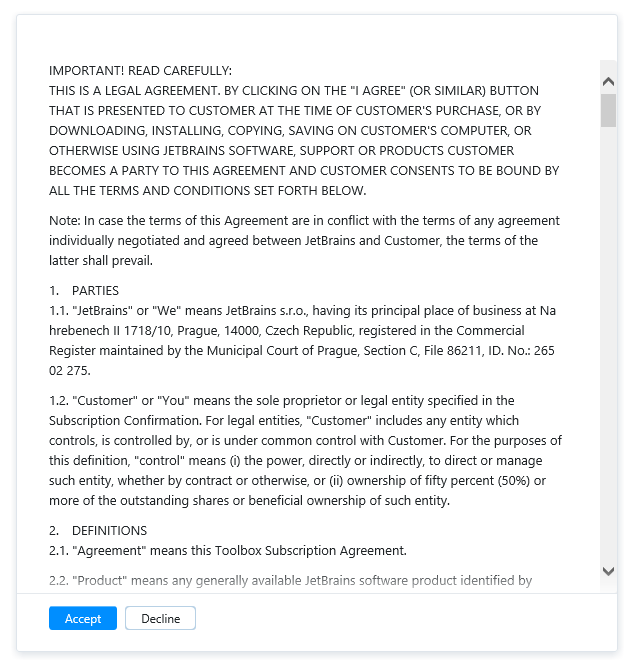 IMPORTANT! READ CAREFULLY:
THIS IS A LEGAL AGREEMENT. BY CLICKING ON THE "I AGREE" (OR SIMILAR) BUTTON
THAT IS PRESENTED TO CUSTOMER AT THE TIME OF CUSTOMER'S PURCHASE, OR BY
DOWNLOADING, INSTALLING, COPYING, SAVING ON CUSTOMER'S COMPUTER, OR
OTHERWISE USING JETBRAINS SOFTWARE, SUPPORT OR PRODUCTS CUSTOMER
BECOMES A PARTY TO THIS AGREEMENT AND CUSTOMER CONSENTS TO BE BOUND BY
ALL THE TERMS AND CONDITIONS SET FORTH BELOW.
Note: In case the terms of this Agreement are in conflict with the terms of any agreement
individually negotiated and agreed between JetBrains and Customer, the terms of the
latter shall prevail.
1. PARTIES
1.1. "JetBrains" or "We" means JetBrains s.r.o., having its principal place of business at Na
hrebenech II 1718/10, Prague, 14000, Czech Republic, registered in the Commercial
Register maintained by the Municipal Court of Prague, Section C, File 86211, ID. No.: 265
02 275.
1.2. "Customer" or "You" means the sole proprietor or legal entity specified in the
Subscription Confirmation. For legal entities, "Customer" includes any entity which
controls, is controlled by, or is under common control with Customer. For the purposes of
this definition, "control" means (i) the power, directly or indirectly, to direct or manage
such entity, whether by contract or otherwise, or (ii) ownership of fifty percent (50%) or
more of the outstanding shares or beneficial ownership of such entity.
2. DEFINITIONS
2.1. "Agreement" means this Toolbox Subscription Agreement.
2.2. "Product" means any generally available JetBrains software product identified by
Accept Decline